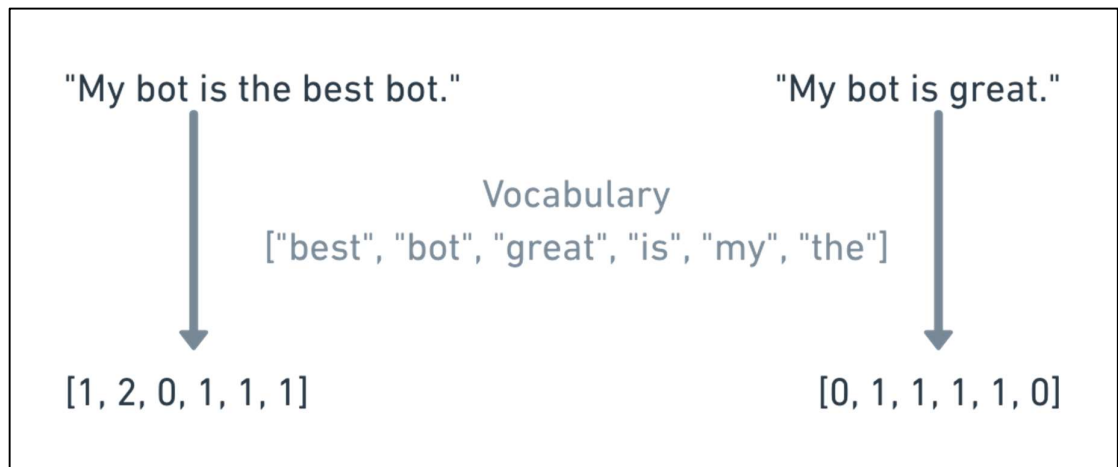 "My bot is the best bot."
"My bot is great."
Vocabulary
["best", "bot", "great", "is", "my", "the"]
[1, 2, 0, 1, 1, 1]
[0, 1, 1, 1, 1, 0]